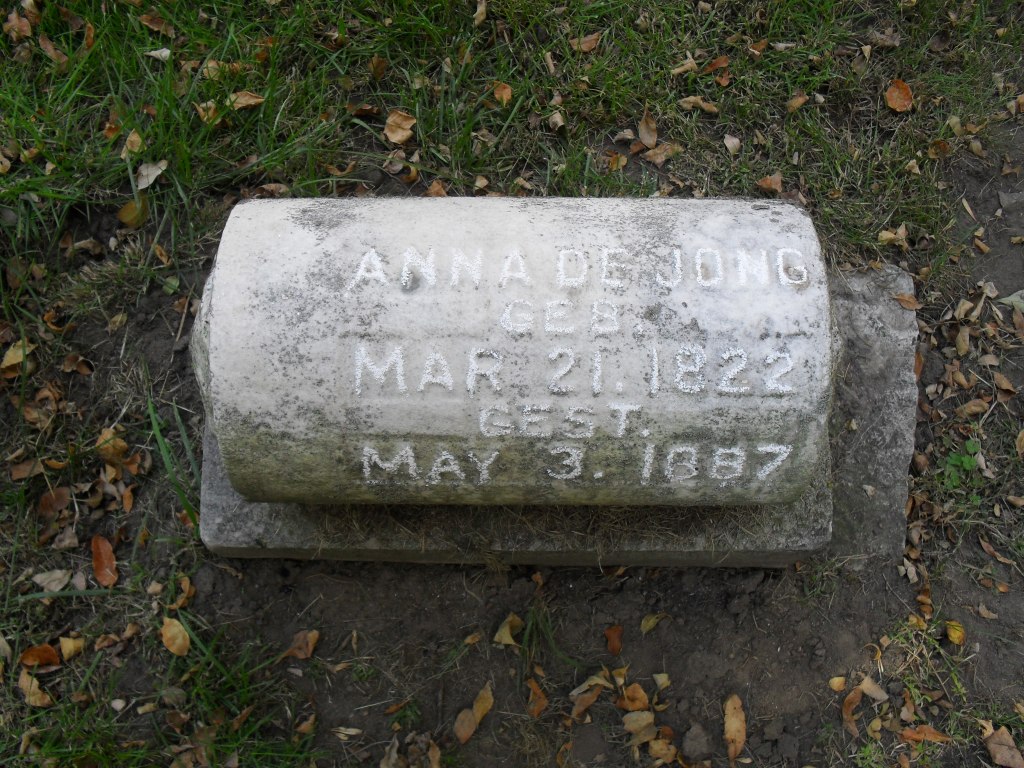 ANNA DE JONG
GEB.
MAR 21. 1822
GEST.
MAY 3. 1887